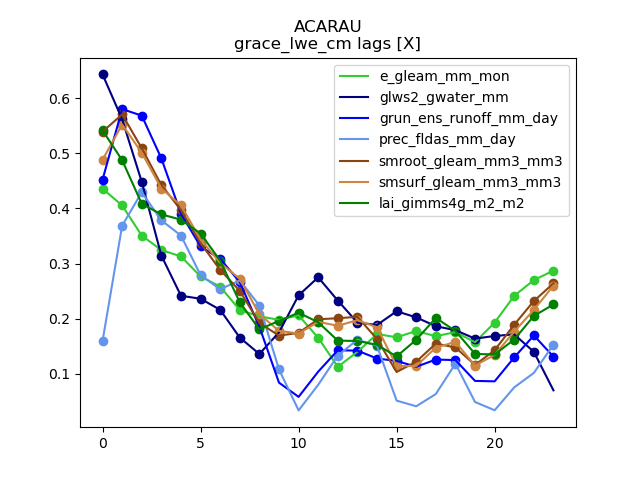 ACARAU
grace_lwe_cm lags [X]
e_gleam_mm_mon
glws2_gwater_mm
grun_ens_runoff_mm_day
prec_fldas_mm_day
smroot_gleam_mm3_mm3
smsurf_gleam_mm3_mm3
lai_gimms4g_m2_m2
0.6
0.5
0.4
0.3
0.2
0.1
0 5 10 15 20